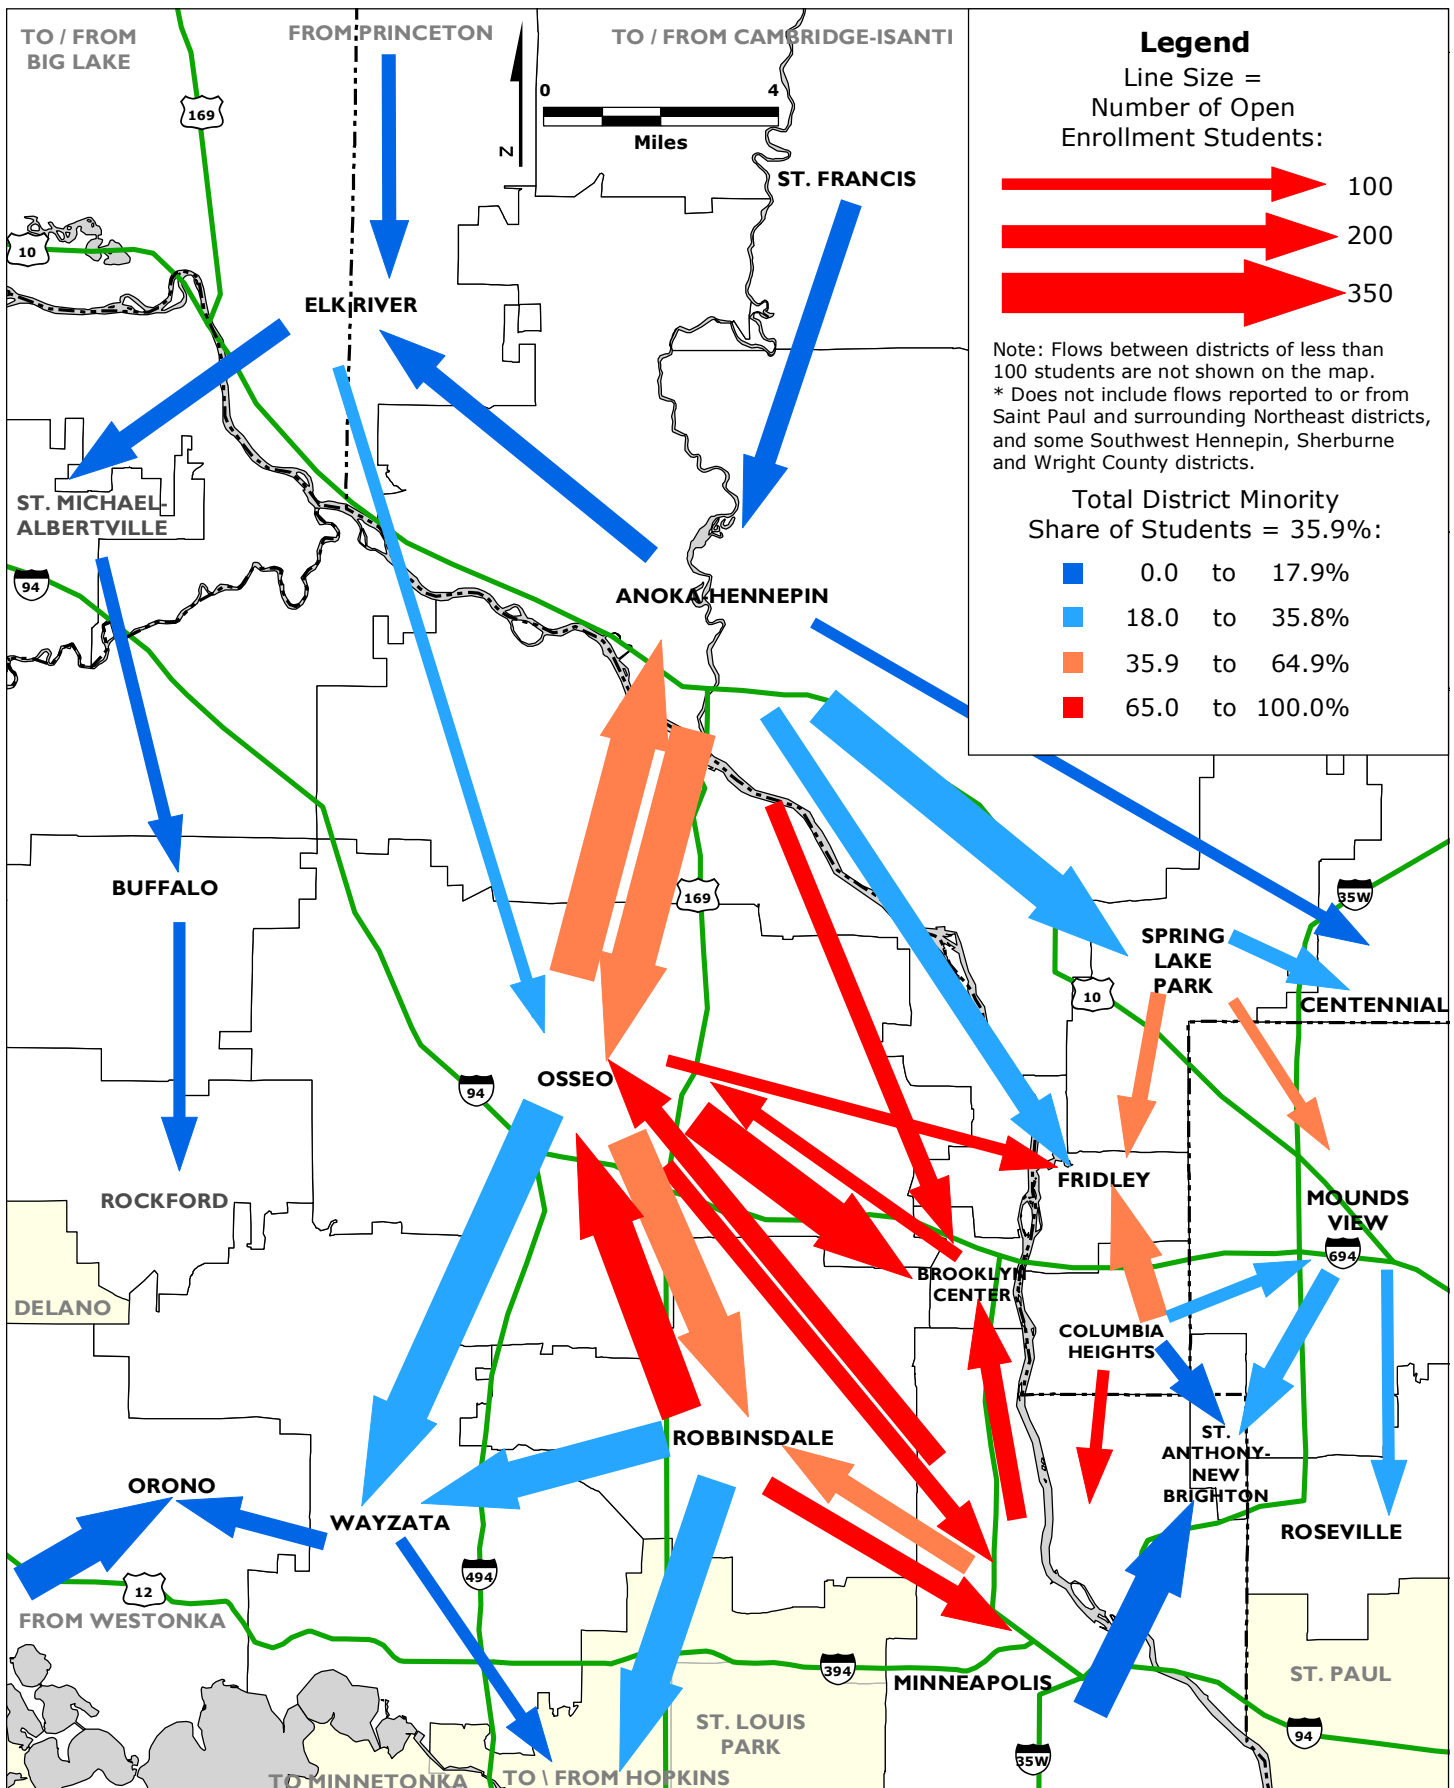 TO / FROM
BIG LAKE
FROM PRINCETON
TO / FROM CAMBRIDGE-ISANTI
169
0 4
Miles
N
10
ST. FRANCIS
ELK RIVER
Legend
Line Size =
Number of Open
Enrollment Students:
100
200
350
Note: Flows between districts of less than
100 students are not shown on the map.
* Does not include flows reported to or from
Saint Paul and surrounding Northeast districts,
and some Southwest Hennepin, Sherburne
and Wright County districts.
Total District Minority
Share of Students = 35.9%:
0.0 to 17.9%
18.0 to 35.8%
35.9 to 64.9%
65.0 to 100.0%
ST. MICHAEL-
ALBERTVILLE
94
ANOKA-HENNEPIN
BUFFALO
169
35W
SPRING
LAKE
PARK
10
CENTENNIAL
OSSEO
94
FRIDLEY
ROCKFORD
MOUNDS
VIEW
694
BROOKLYN
CENTER
DELANO
COLUMBIA
HEIGHTS
ROBBINSDALE
ST.
ANTHONY-
NEW
BRIGHTON
ORONO
WAYZATA
ROSEVILLE
494
12
FROM WESTONKA
394
MINNEAPOLIS
ST. PAUL
ST. LOUIS
PARK
94
35W
TO MINNETONKA
TO \ FROM HOPKINS